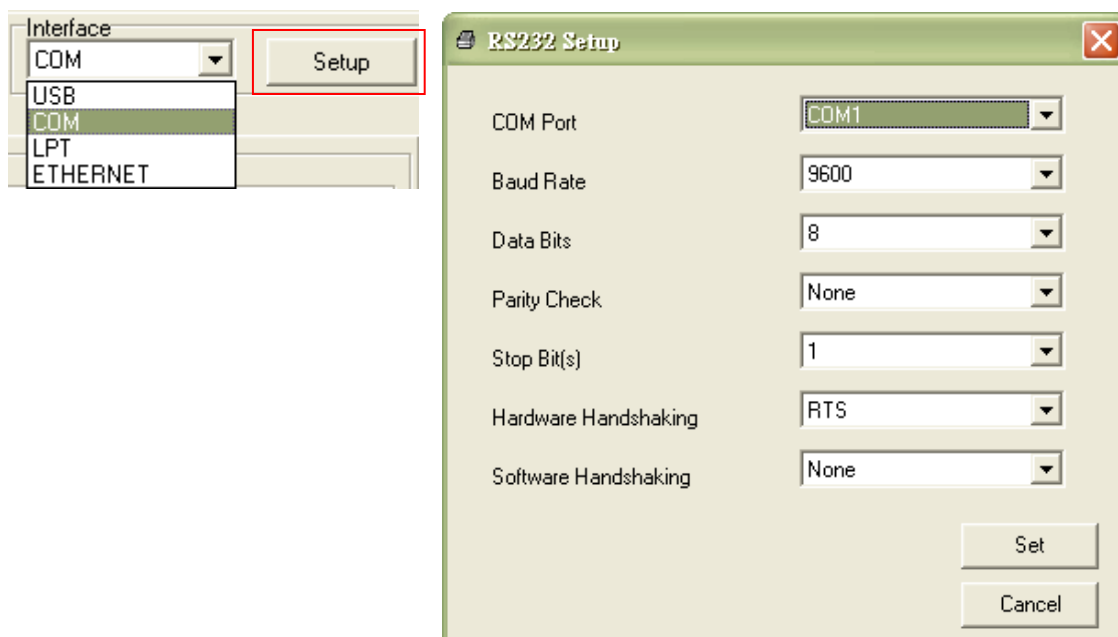 Interface
COM
Setup
USB
COM
LPT
ETHERNET
RS232 Setup
COM Port
COM1
Baud Rate
9600
Data Bits
8
Parity Check
None
Stop Bit(s)
1
Hardware Handshaking
RTS
Software Handshaking
None
Set
Cancel